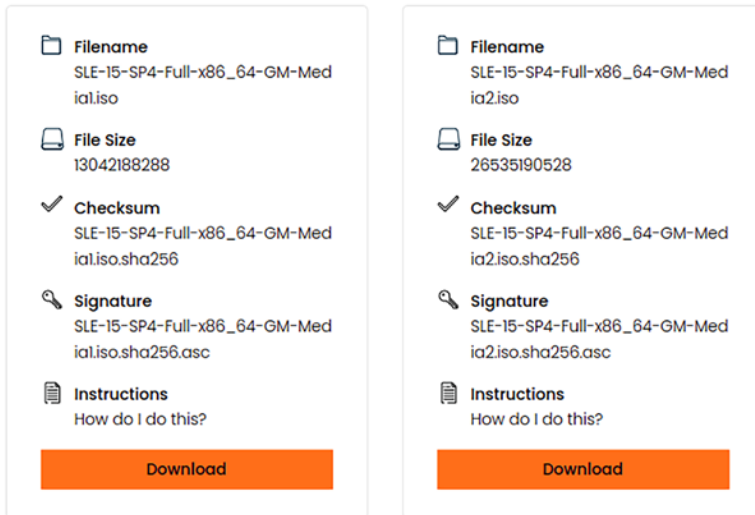 Filename
SLE-15-SP4-Full-x86_64-GM-Med
ia1.iso
File Size
13042188288
Checksum
SLE-15-SP4-Full-x86_64-GM-Med
ia1.iso.sha256
Signature
SLE-15-SP4-Full-x86_64-GM-Med
ia1.iso.sha256.asc
Instructions
How do I do this?
Download
Filename
SLE-15-SP4-Full-x86_64-GM-Med
ia2.iso
File Size
26535190528
Checksum
SLE-15-SP4-Full-x86_64-GM-Med
ia2.iso.sha256
Signature
SLE-15-SP4-Full-x86_64-GM-Med
ia2.iso.sha256.asc
Instructions
How do I do this?
Download